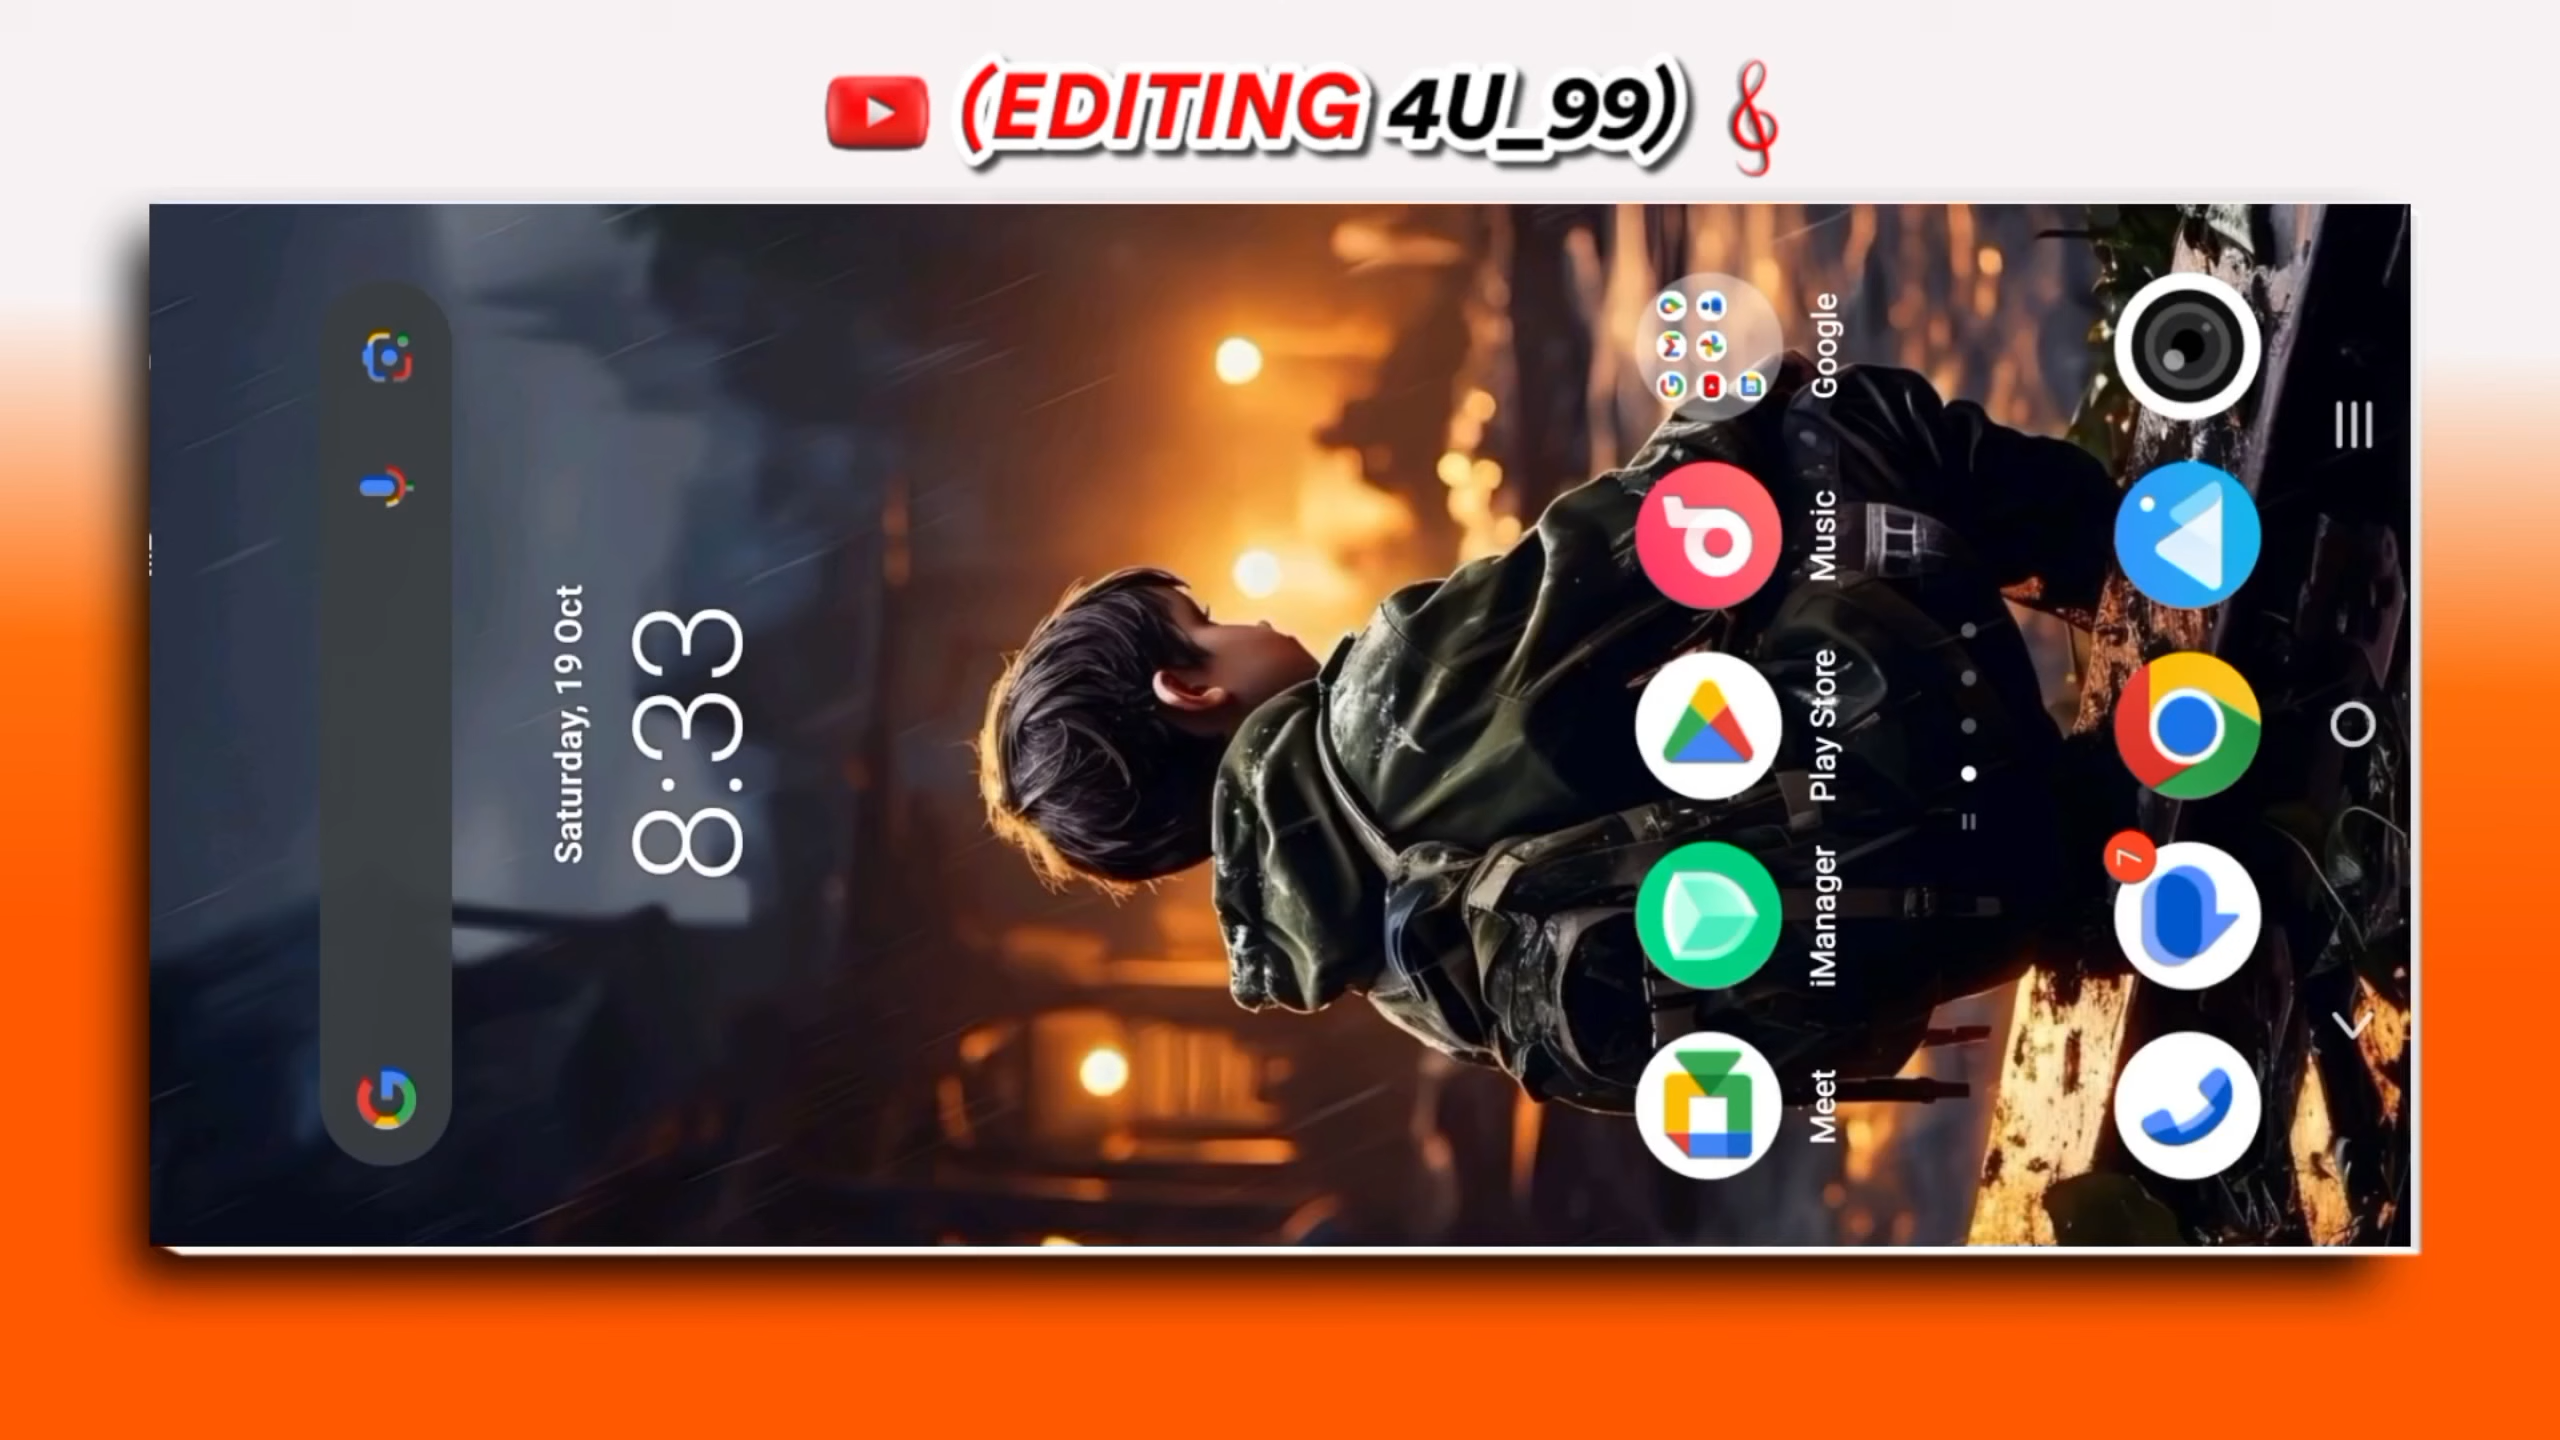 (EDITING 4U_99)
Saturday, 19 Oct
8:33
Meet
iManager
Play Store
Music
Google
7